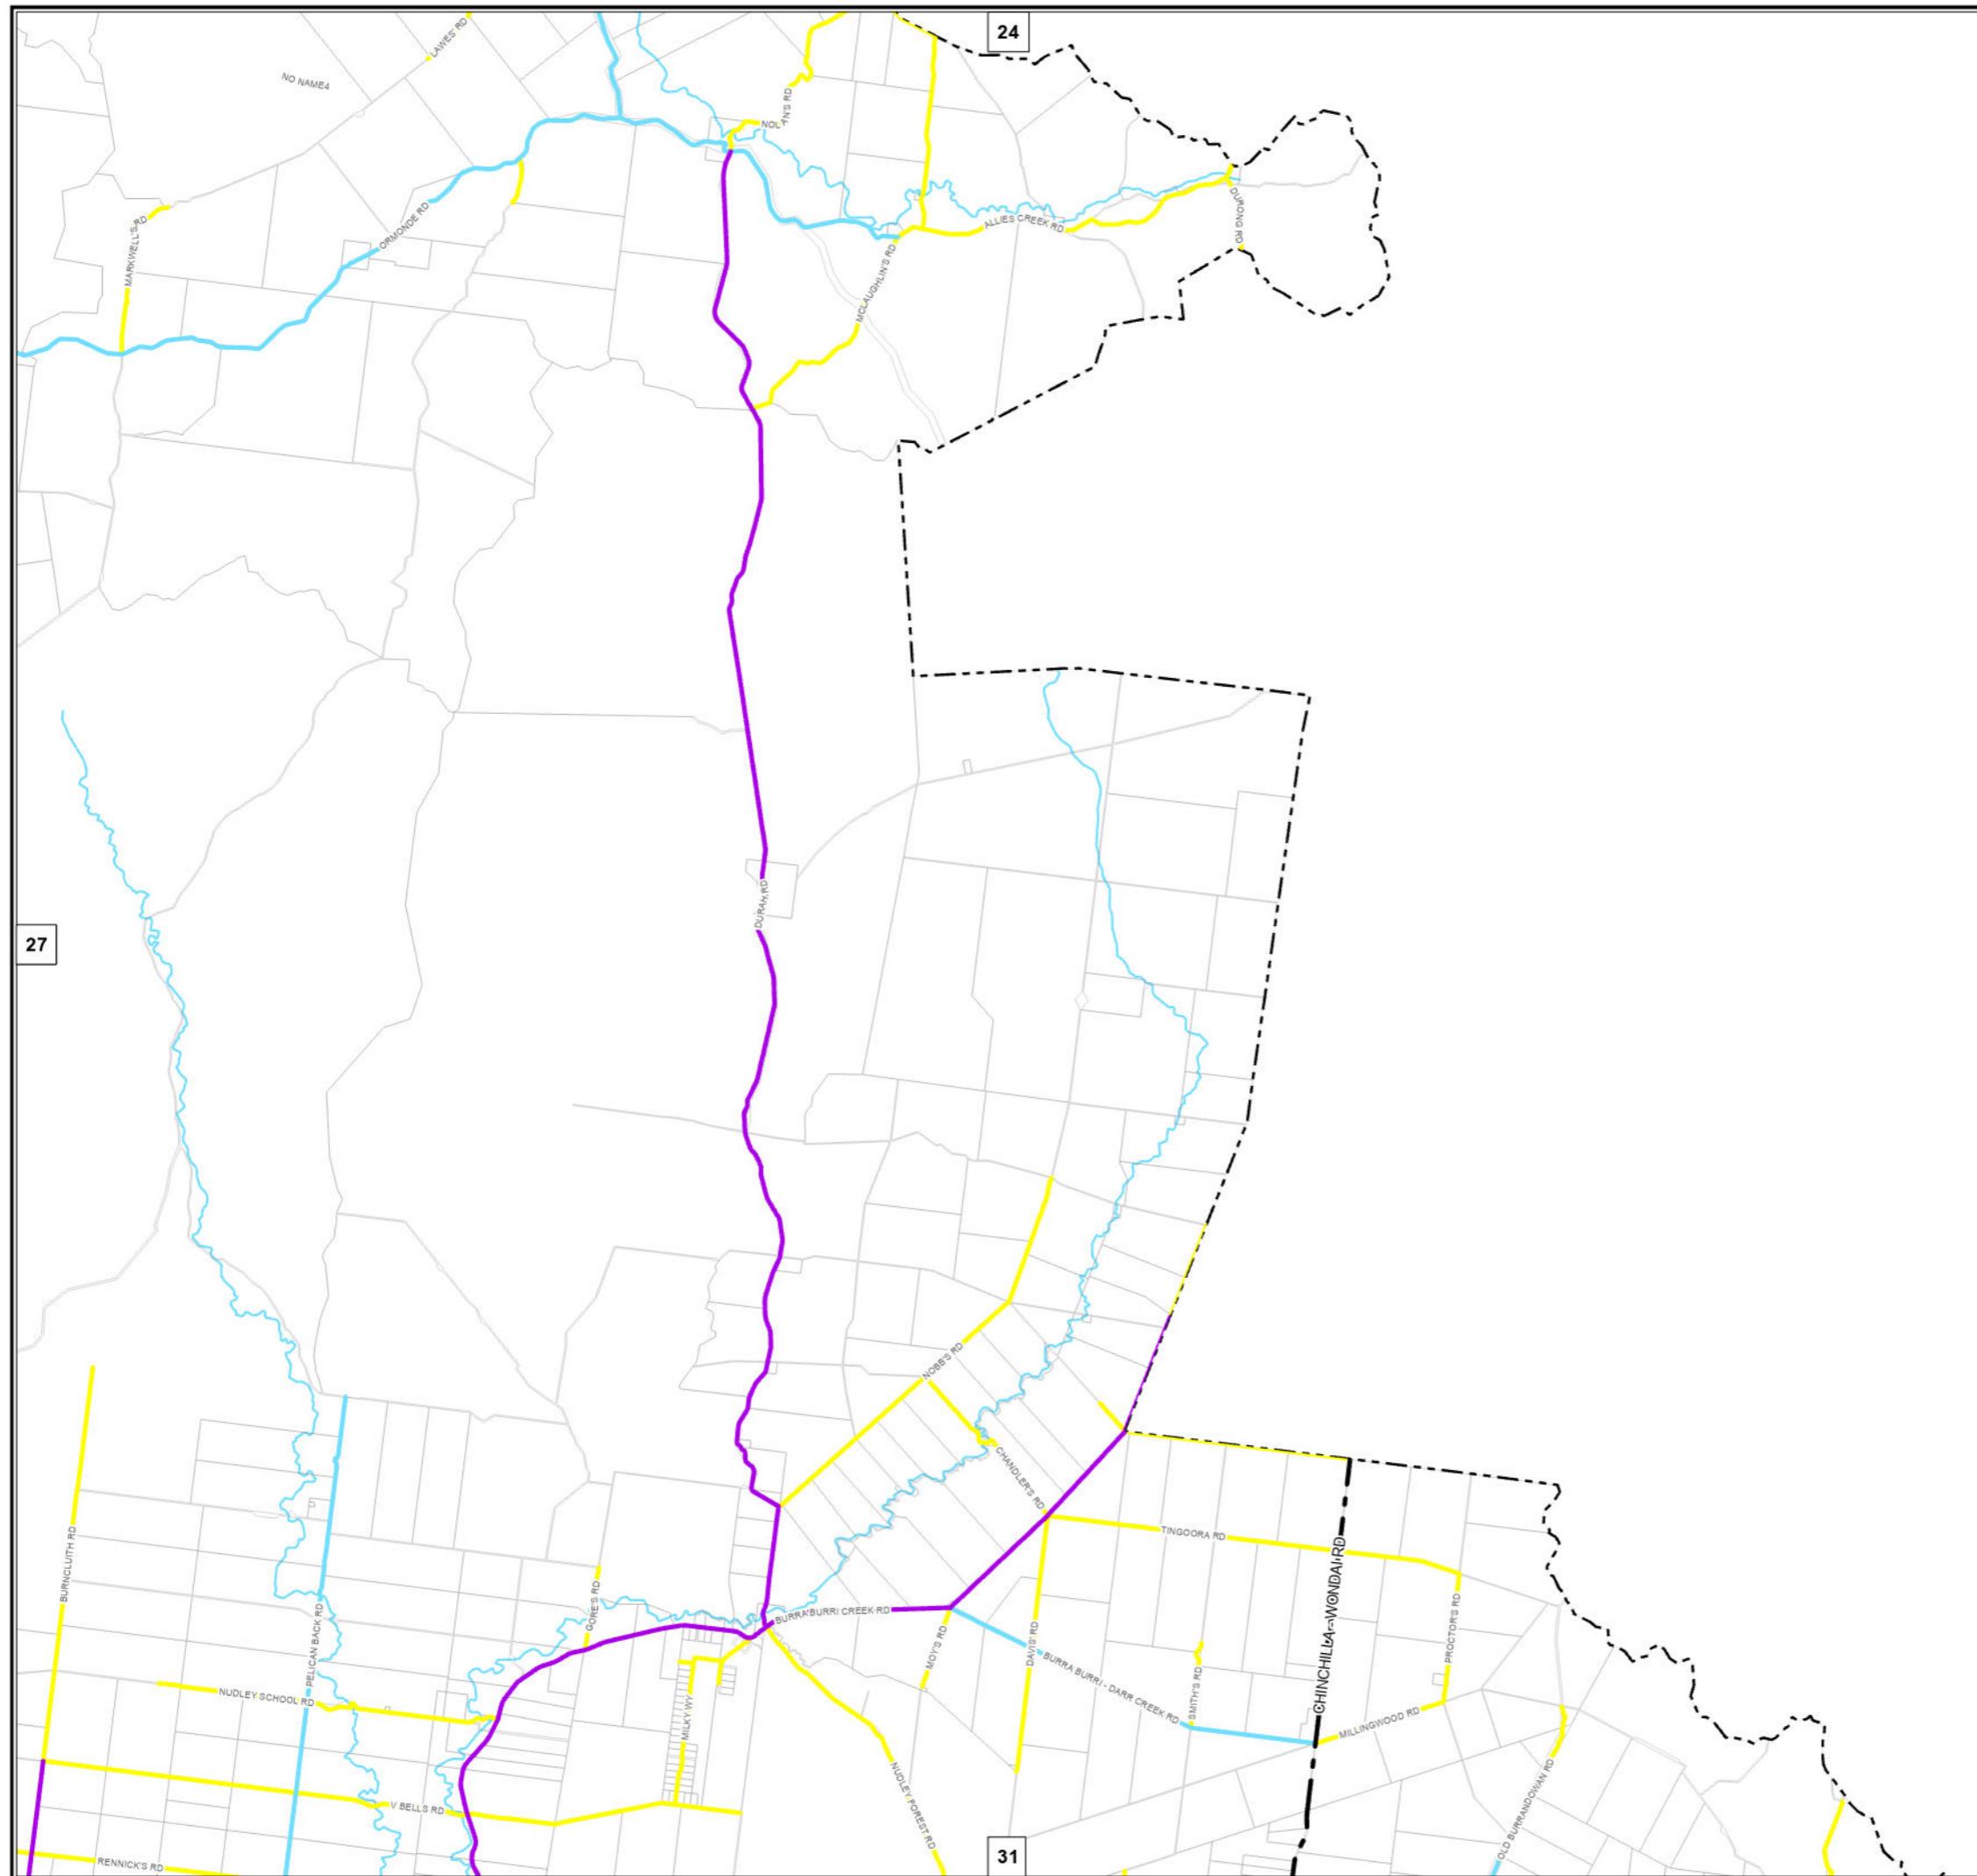 24
LAWES' RD
NO NAME4
NOLAN'S RD
ALLIES CREEK RD
DURONG RD
MARKWELL'S RD
ORMONDE RD
MCLAUGHLIN'S RD
DURAH RD
27
NOBB'S RD
CHANDLER'S RD
TINGOORA RD
CHINCHILLA-WONDAI RD
BURNCLUITH RD
PELICAN BACK RD
GORE'S RD
BURRA BURRI CREEK RD
MOY'S RD
DAVIS' RD
BURRA BURRI - DARR CREEK RD
SMITH'S RD
PROCTOR'S RD
MILLINGWOOD RD
NUDLEY SCHOOL RD
MILKY WY
NUDLEY FOREST RD
OLD BURRANDOWAN RD
V BELLS RD
RENNICK'S RD
31